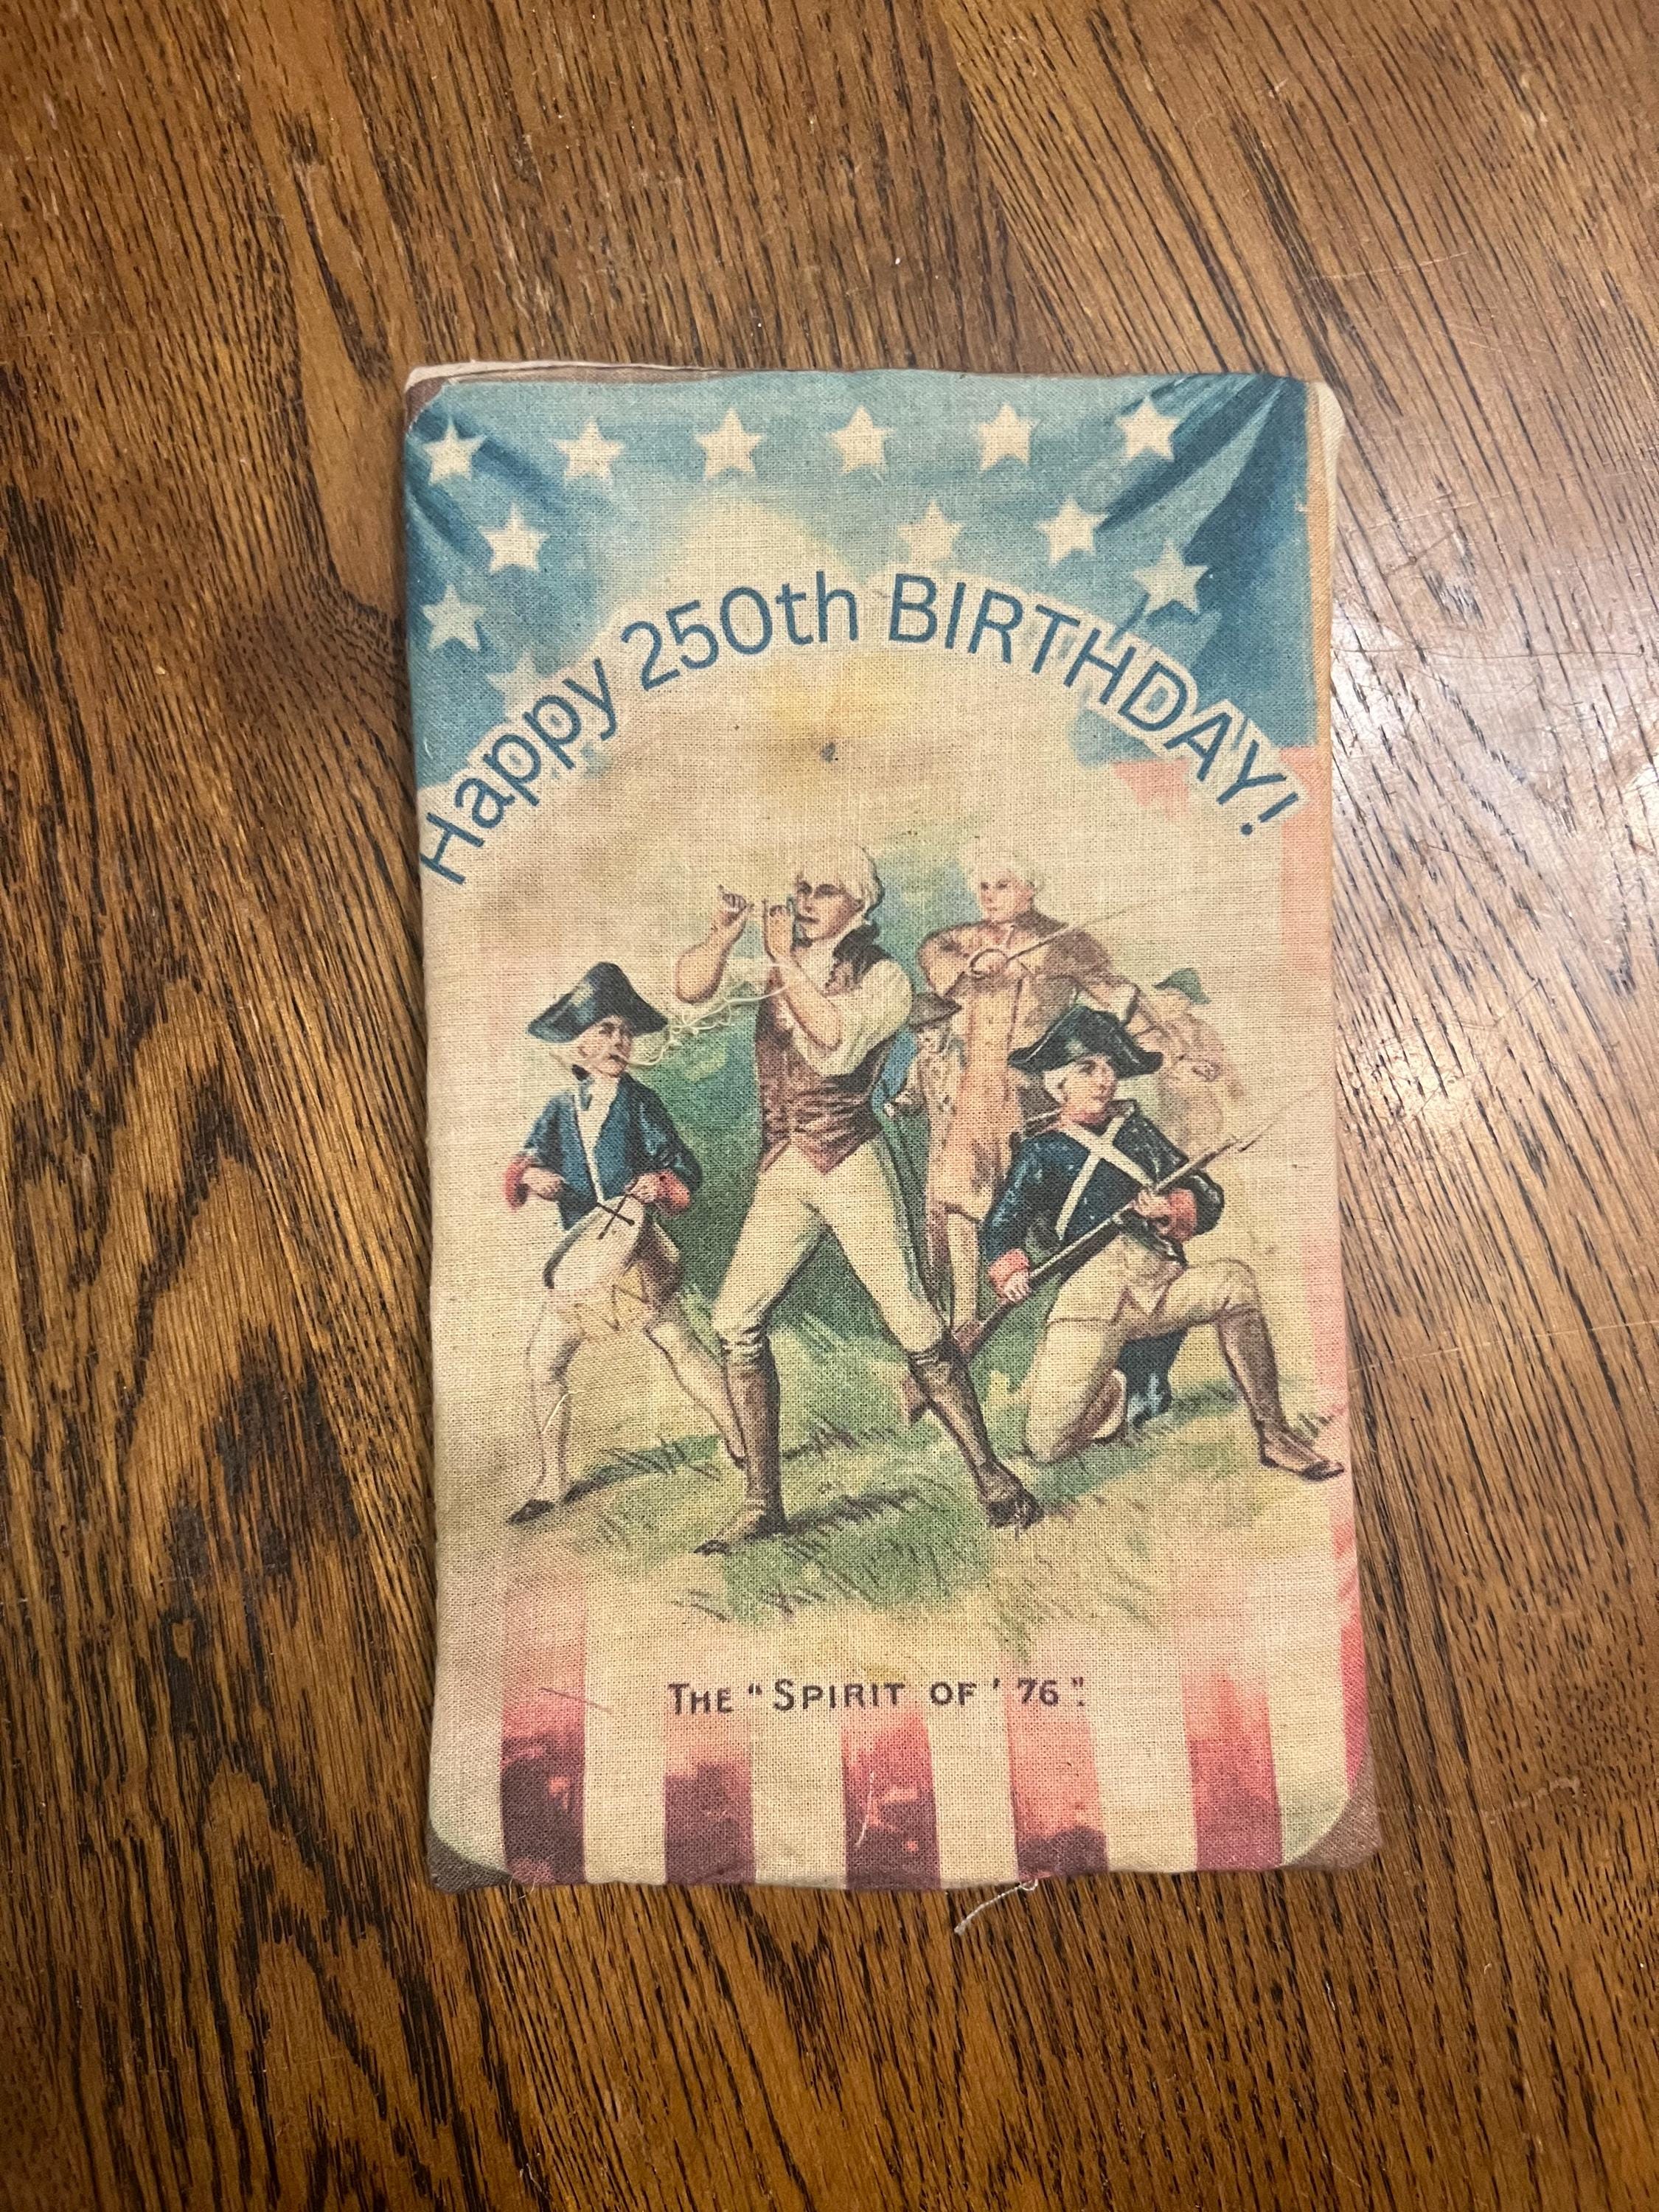 Happy 250th BIRTHDAY!
THE "SPIRIT OF '76".